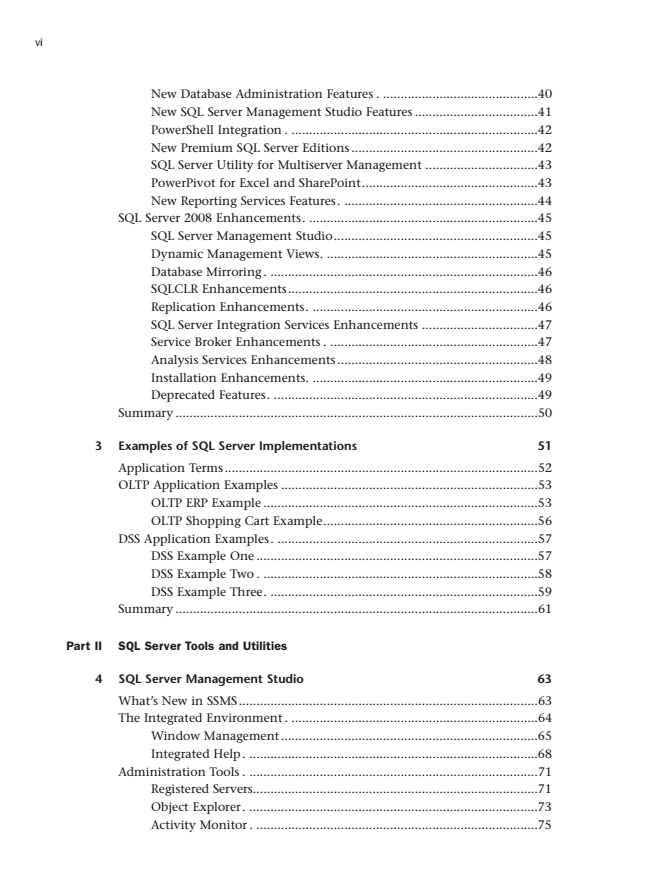 vi
New Database Administration Features . ...........................................40
New SQL Server Management Studio Features ..................................41
PowerShell Integration . ....................................................................42
New Premium SQL Server Editions ....................................................42
SQL Server Utility for Multiserver Management ...............................43
PowerPivot for Excel and SharePoint.................................................43
New Reporting Services Features. ......................................................44
SQL Server 2008 Enhancements. ................................................................45
SQL Server Management Studio.........................................................45
Dynamic Management Views. ...........................................................45
Database Mirroring . ..........................................................................46
SQLCLR Enhancements.....................................................................46
Replication Enhancements. ...............................................................46
SQL Server Integration Services Enhancements ................................47
Service Broker Enhancements . ...........................................................47
Analysis Services Enhancements ........................................................48
Installation Enhancements. ...............................................................49
Deprecated Features. ..........................................................................49
Summary .....................................................................................................50
3 Examples of SQL Server Implementations 51
Application Terms .......................................................................................52
OLTP Application Examples .......................................................................53
OLTP ERP Example .............................................................................53
OLTP Shopping Cart Example............................................................56
DSS Application Examples. .........................................................................57
DSS Example One ..............................................................................57
DSS Example Two . .............................................................................58
DSS Example Three. ............................................................................59
Summary .....................................................................................................61
Part II SQL Server Tools and Utilities
4 SQL Server Management Studio 63
What's New in SSMS...................................................................................63
The Integrated Environment . .....................................................................64
Window Management ........................................................................65
Integrated Help . .................................................................................68
Administration Tools . .................................................................................71
Registered Servers................................................................................71
Object Explorer. ..................................................................................73
Activity Monitor . ...............................................................................75